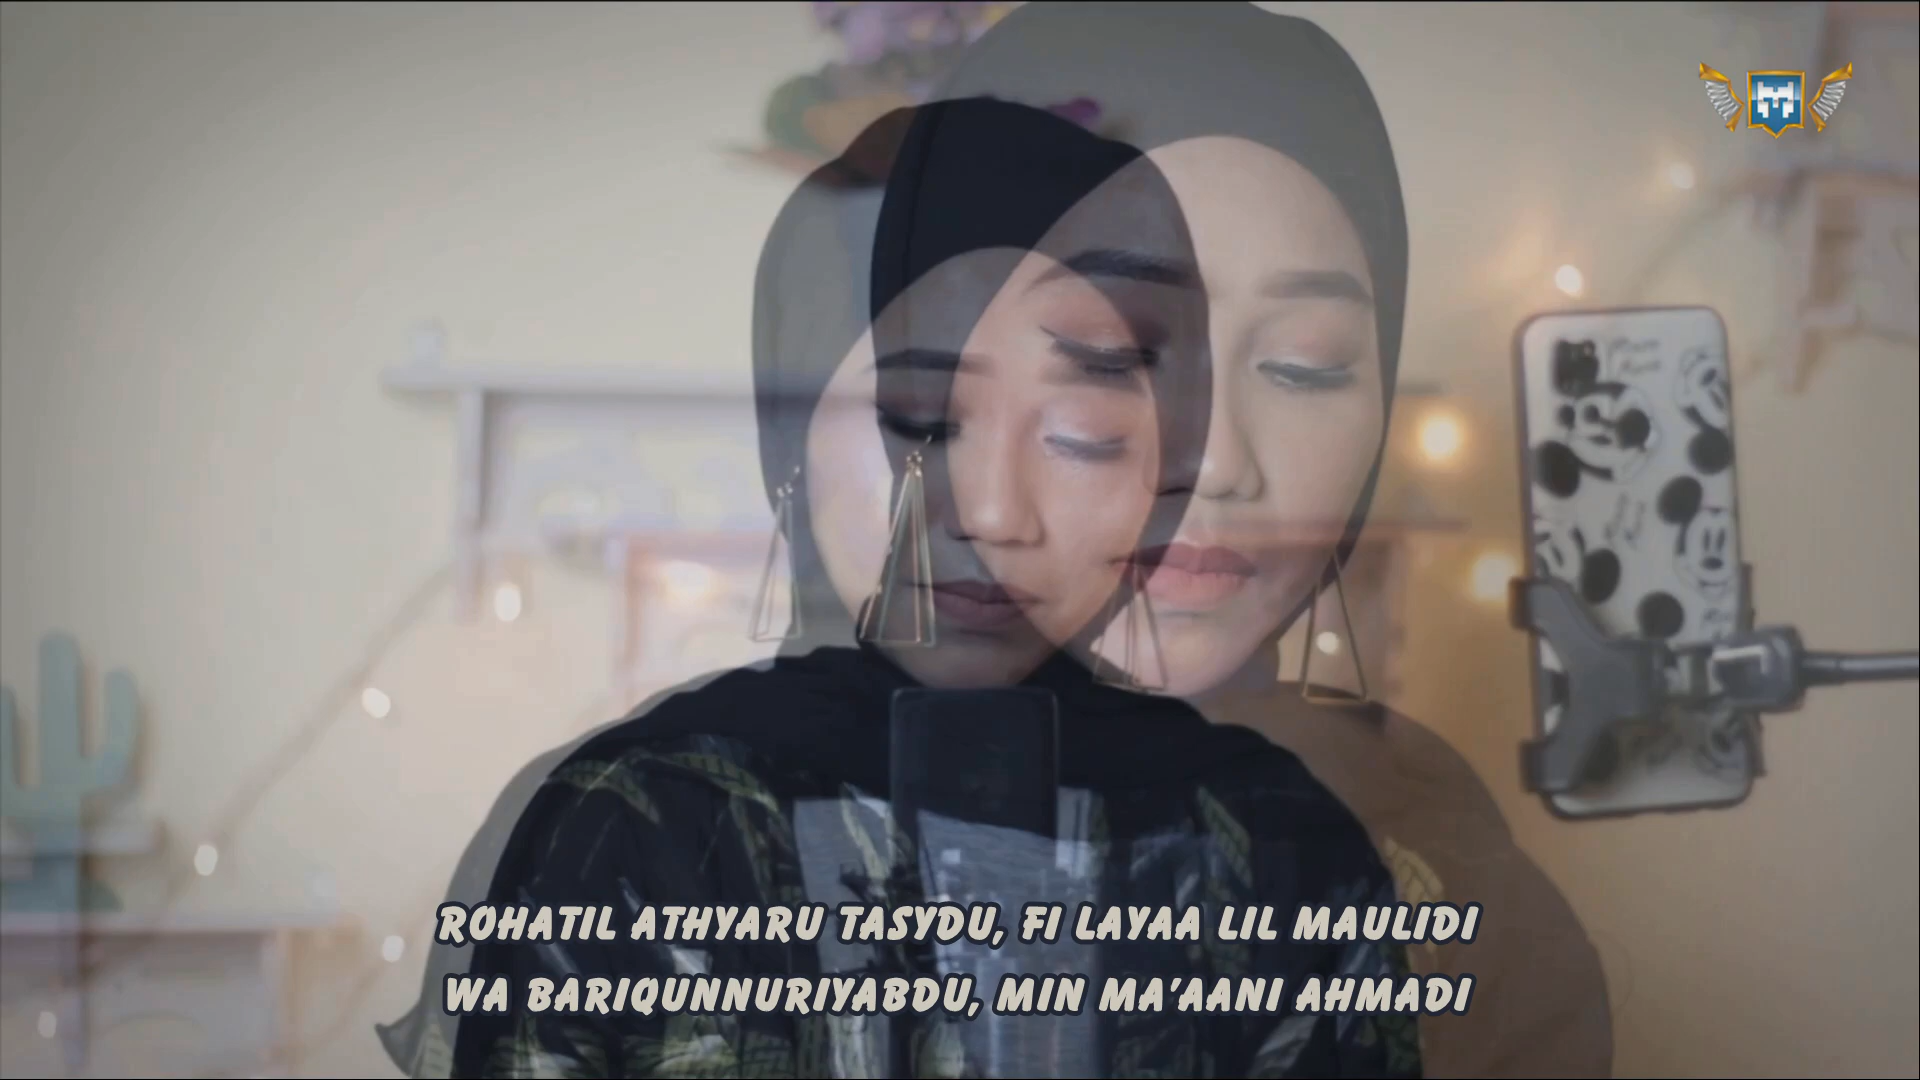 ROHATIL ATHYARU TASYDU, FI LAYAA LIL MAULIDI
WA BARIQUNNURIYABDU, MIN MA'AANI AHMADI